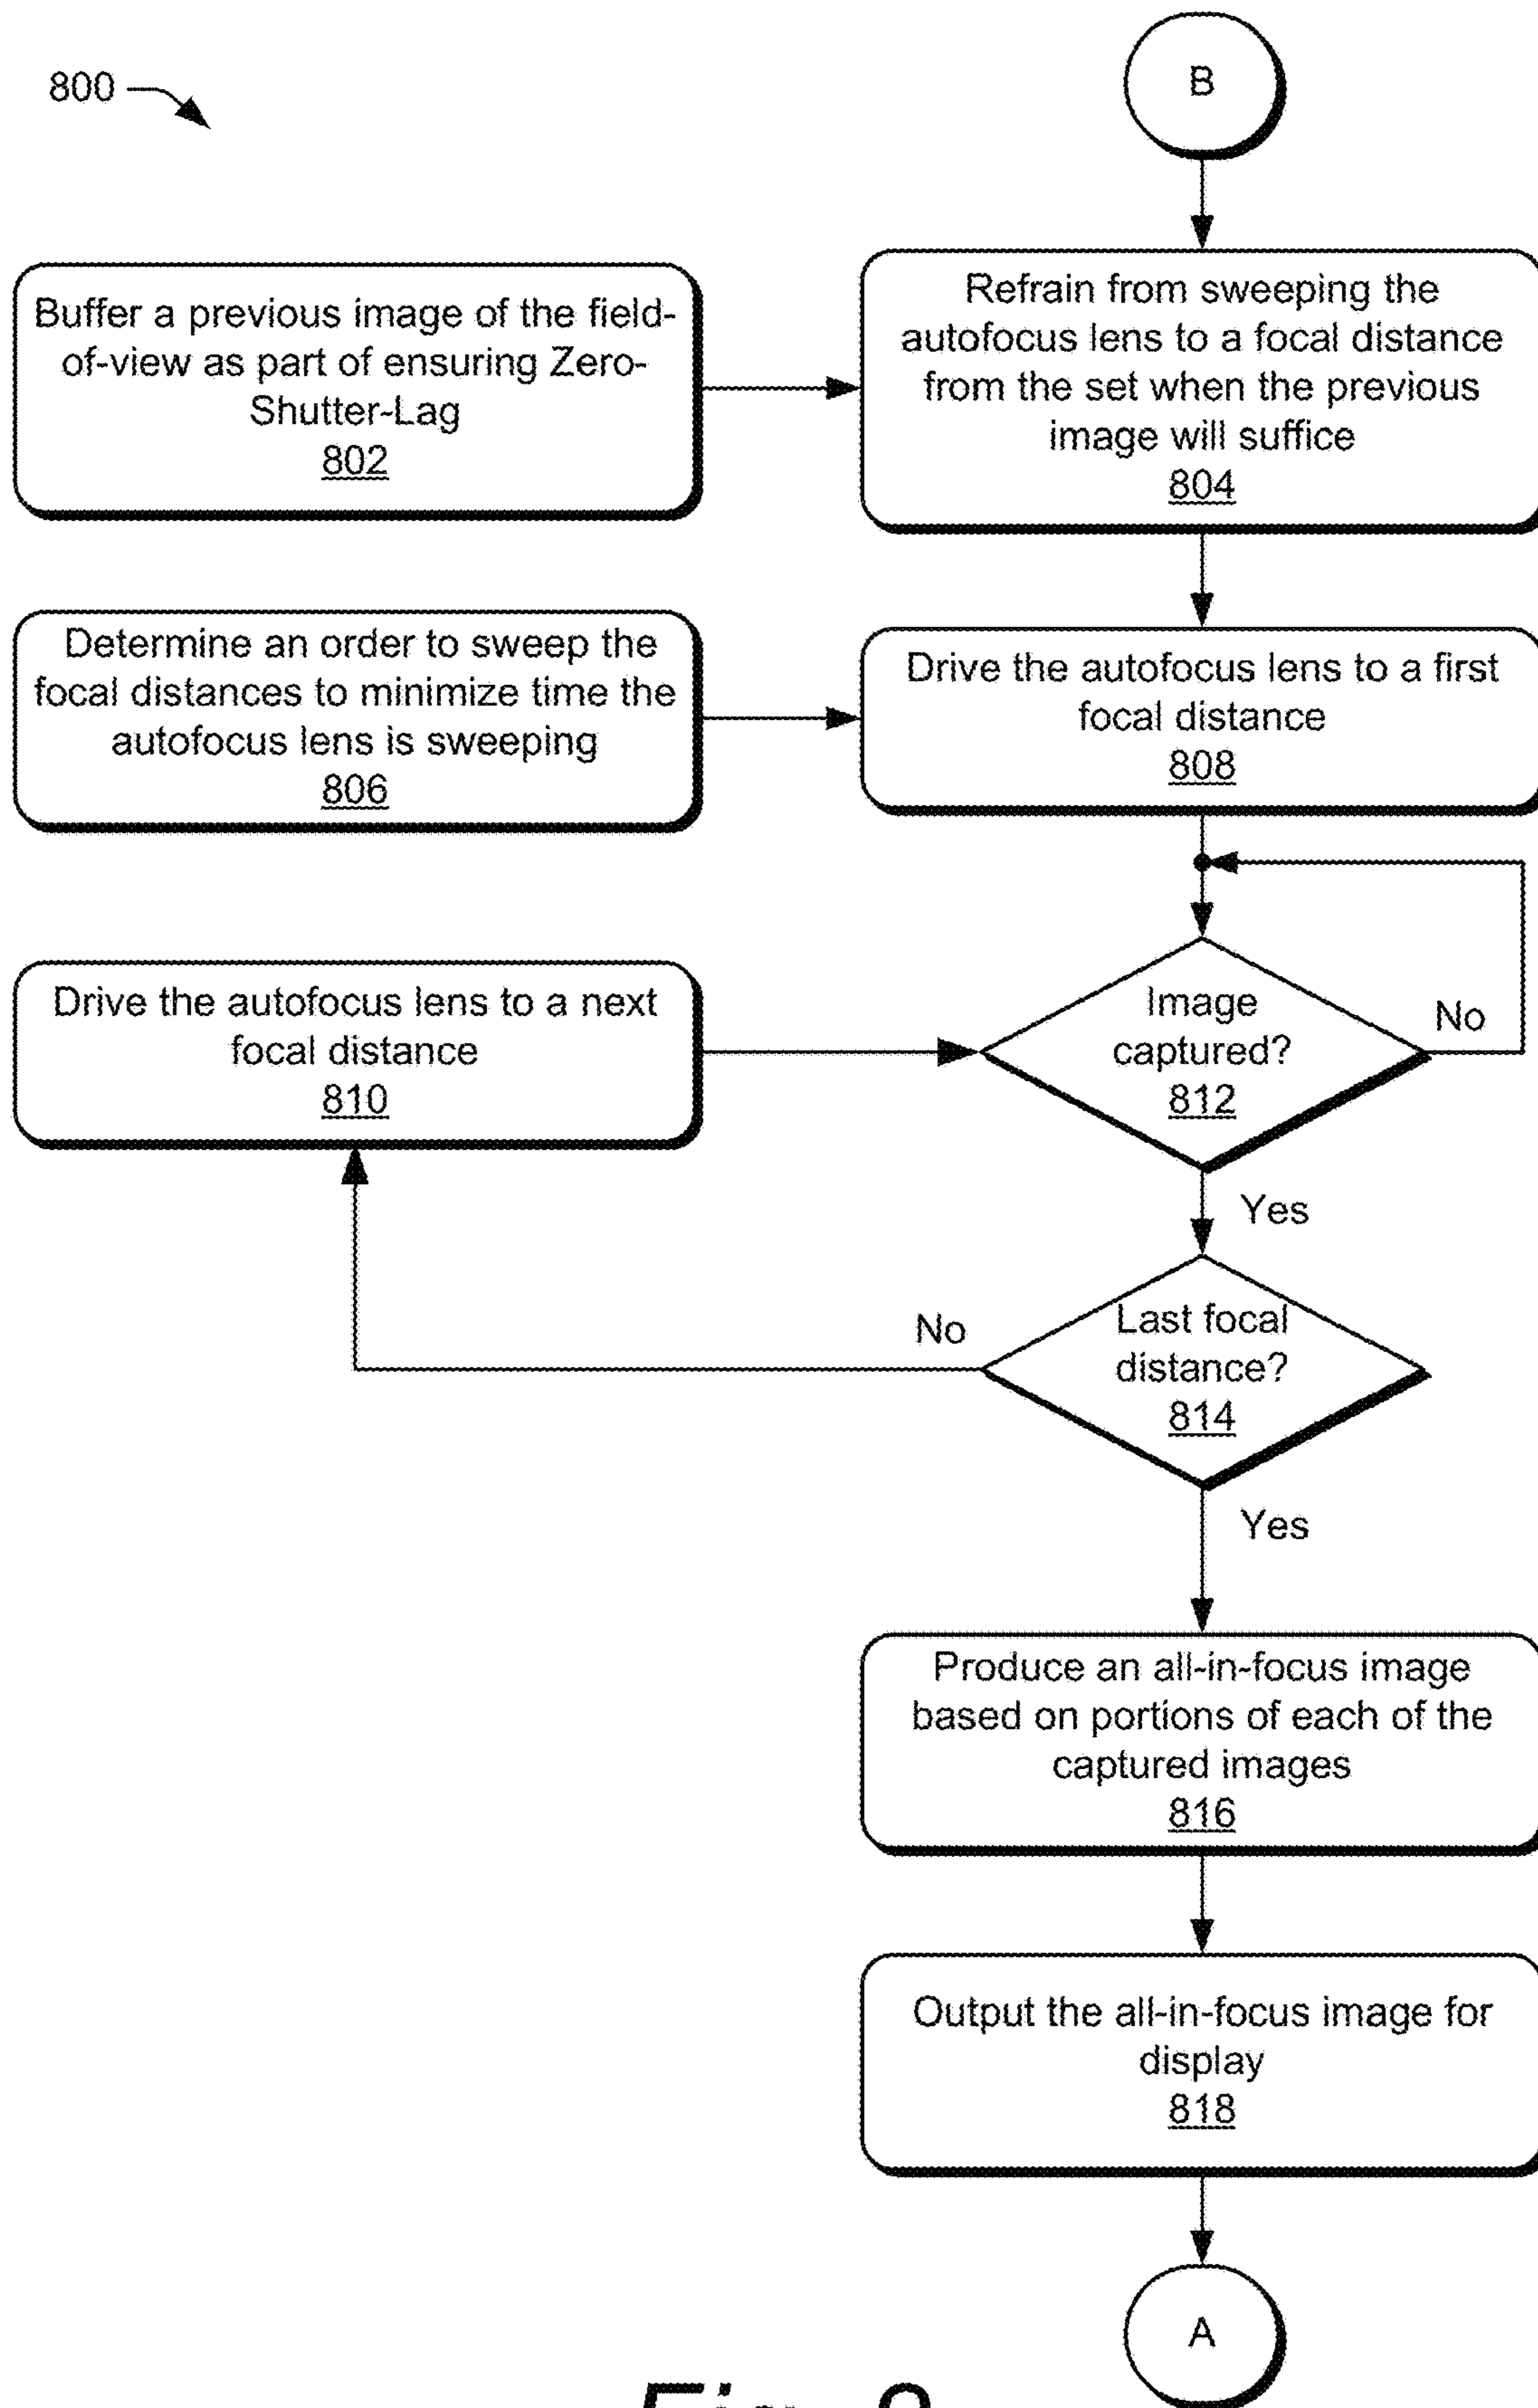 800
B
Buffer a previous image of the field-
of-view as part of ensuring Zero-
Shutter-Lag
802
Refrain from sweeping the
autofocus lens to a focal distance
from the set when the previous
image will suffice
804
Determine an order to sweep the
focal distances to minimize time the
autofocus lens is sweeping
806
Drive the autofocus lens to a first
focal distance
808
Drive the autofocus lens to a next
focal distance
810
Image
captured?
812
No
Yes
Last focal
distance?
814
No
Yes
Produce an all-in-focus image
based on portions of each of the
captured images
816
Output the all-in-focus image for
display
818
A